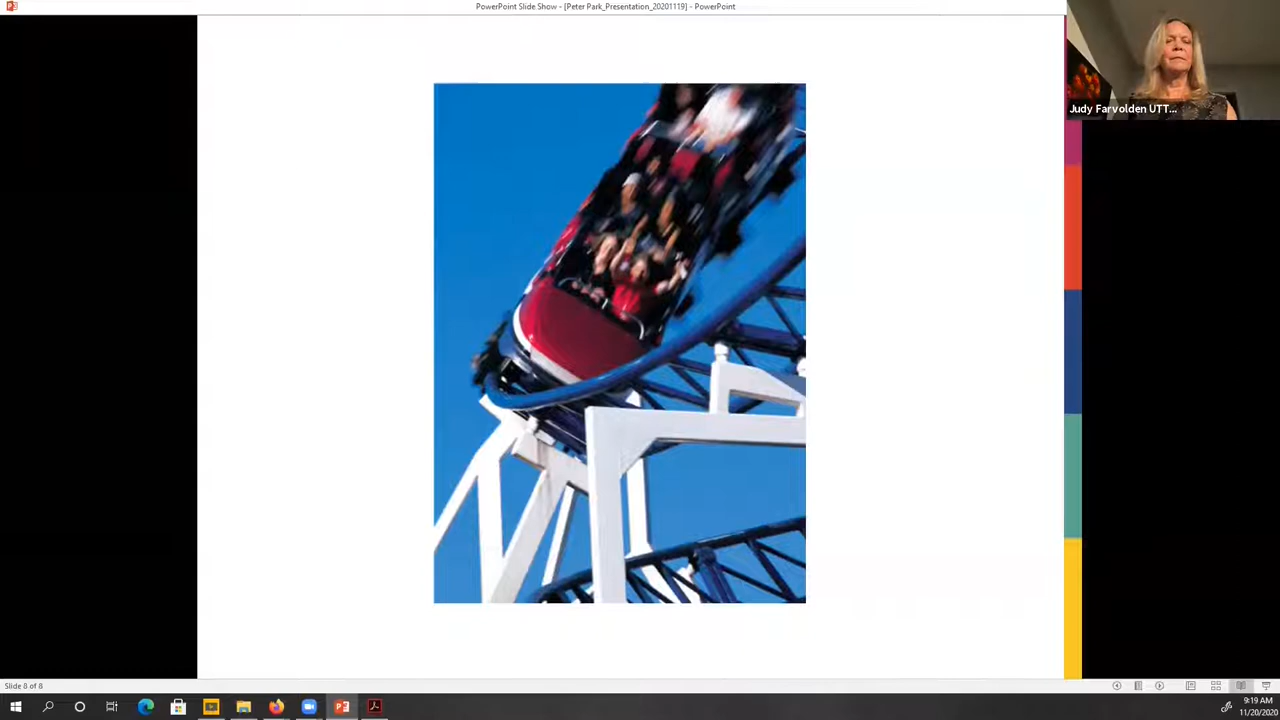 PowerPoint Slide Show - [Peter Park_Presentation_20201119] - PowerPoint
Judy Farvolden UTT...
Slide 8 of 8
9:19 AM
11/20/2020